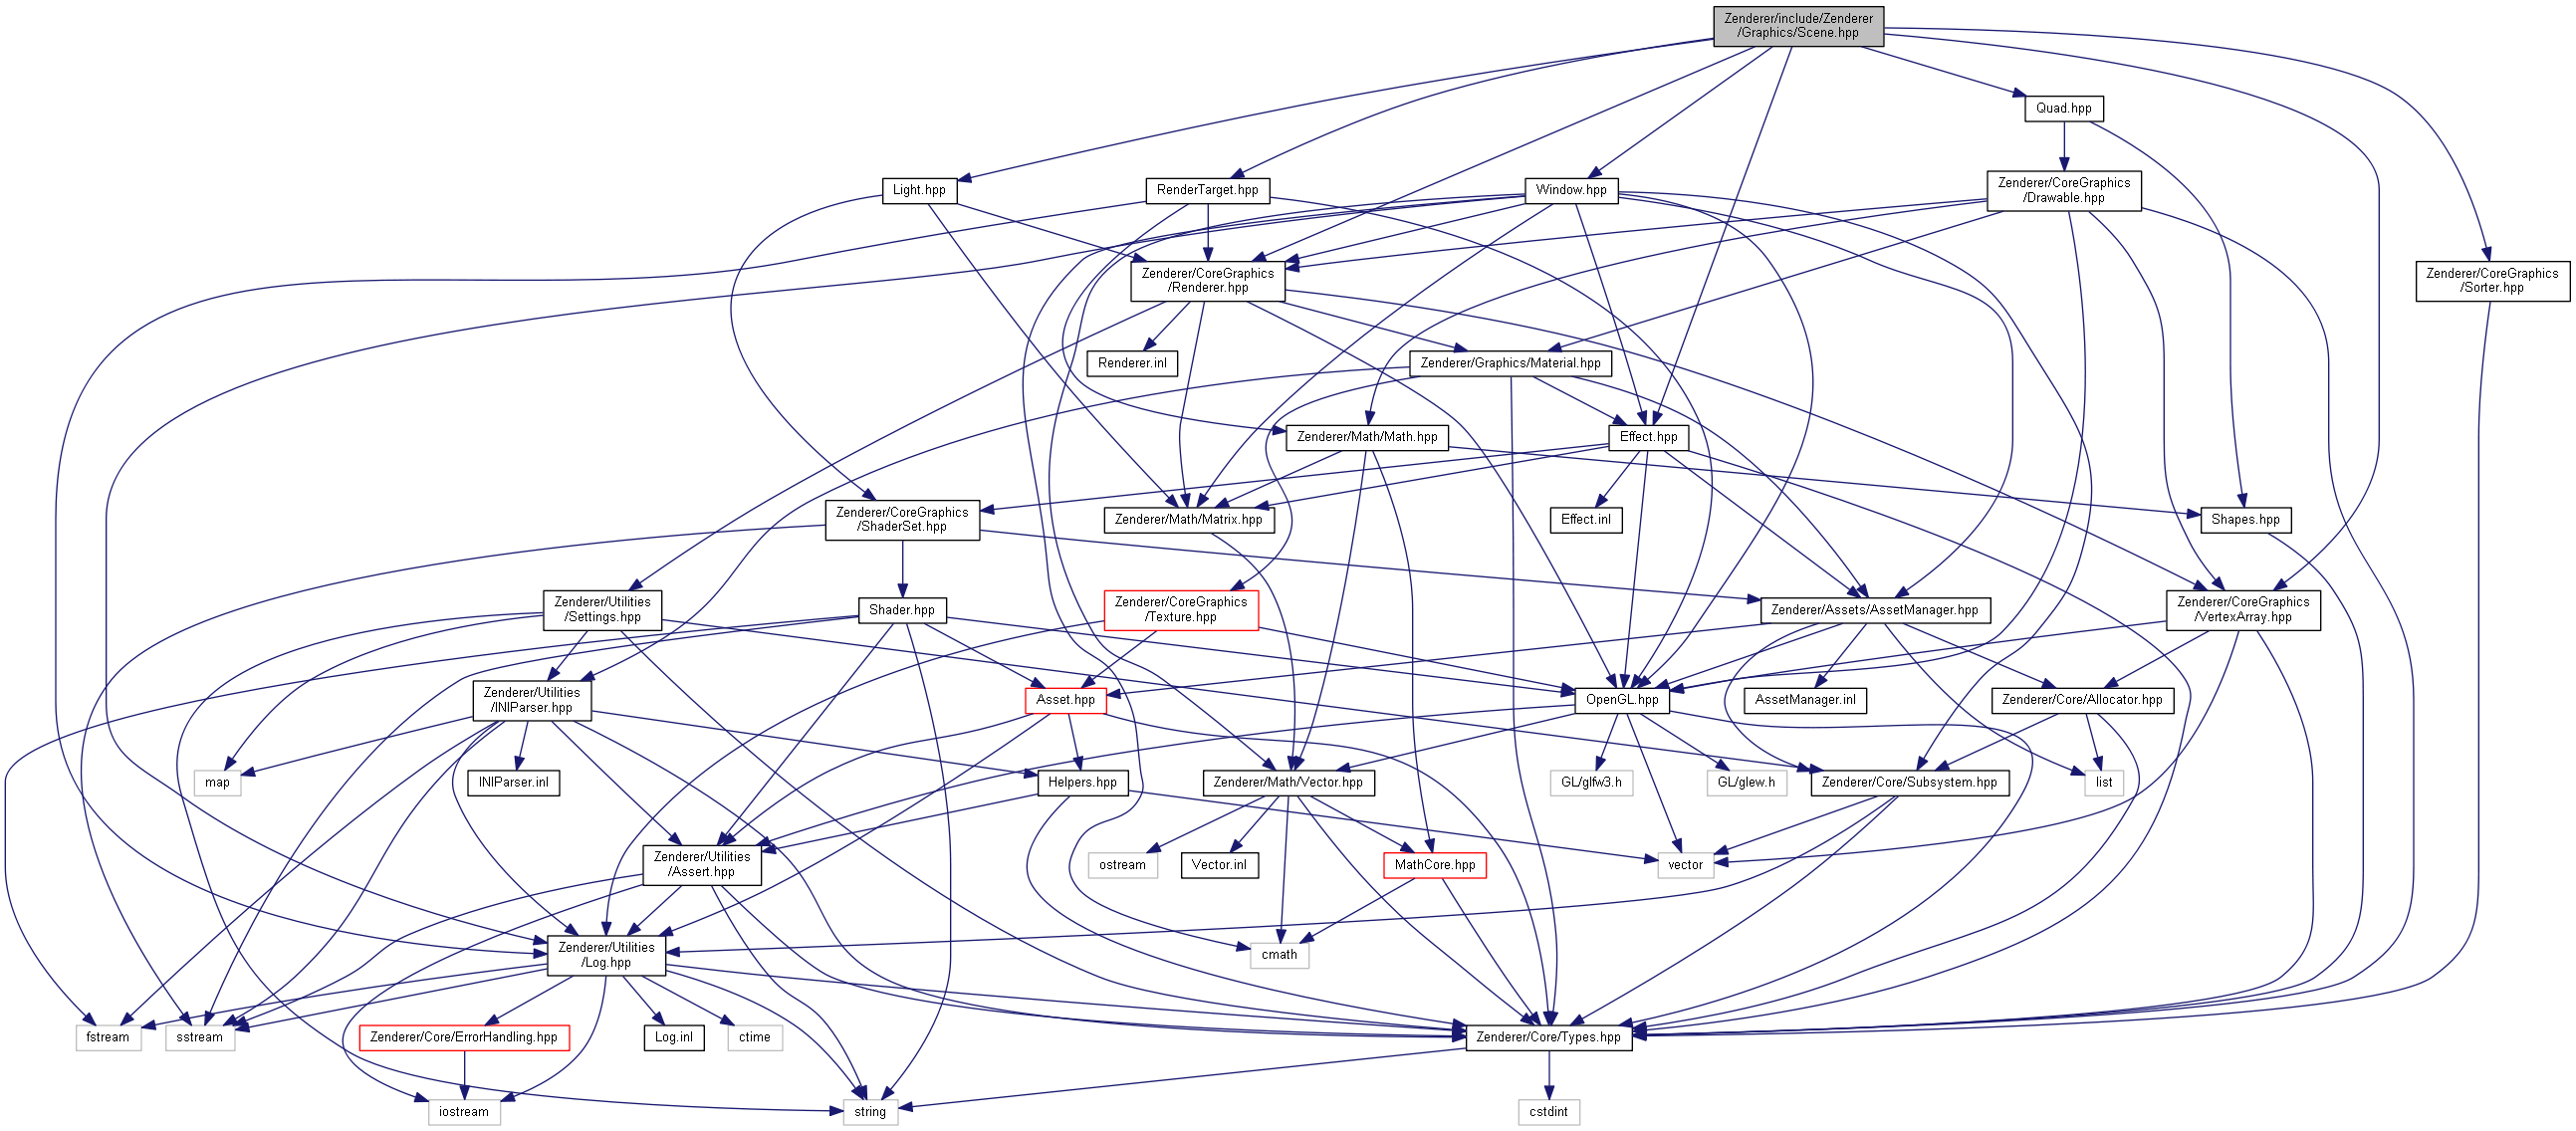 Zenderer/include/Zenderer
/Graphics/Scene.hpp
Quad.hpp
Light.hpp
RenderTarget.hpp
Window.hpp
Zenderer/CoreGraphics
/Drawable.hpp
Zenderer/CoreGraphics
/Renderer.hpp
Zenderer/CoreGraphics
/Sorter.hpp
Renderer.inl
Zenderer/Graphics/Material.hpp
Zenderer/Math/Math.hpp
Effect.hpp
Zenderer/CoreGraphics
/ShaderSet.hpp
Zenderer/Math/Matrix.hpp
Effect.inl
Shapes.hpp
Zenderer/Utilities
/Settings.hpp
Shader.hpp
Zenderer/CoreGraphics
/Texture.hpp
Zenderer/Assets/AssetManager.hpp
Zenderer/CoreGraphics
/VertexArray.hpp
Zenderer/Utilities
/INIParser.hpp
Asset.hpp
OpenGL.hpp
AssetManager.inl
Zenderer/Core/Allocator.hpp
map
INIParser.inl
Helpers.hpp
Zenderer/Math/Vector.hpp
GL/glfw3.h
GL/glew.h
Zenderer/Core/Subsystem.hpp
list
Zenderer/Utilities
/Assert.hpp
ostream
Vector.inl
MathCore.hpp
vector
Zenderer/Utilities
/Log.hpp
cmath
fstream
sstream
Zenderer/Core/ErrorHandling.hpp
Log.inl
ctime
Zenderer/Core/Types.hpp
iostream
string
cstdint